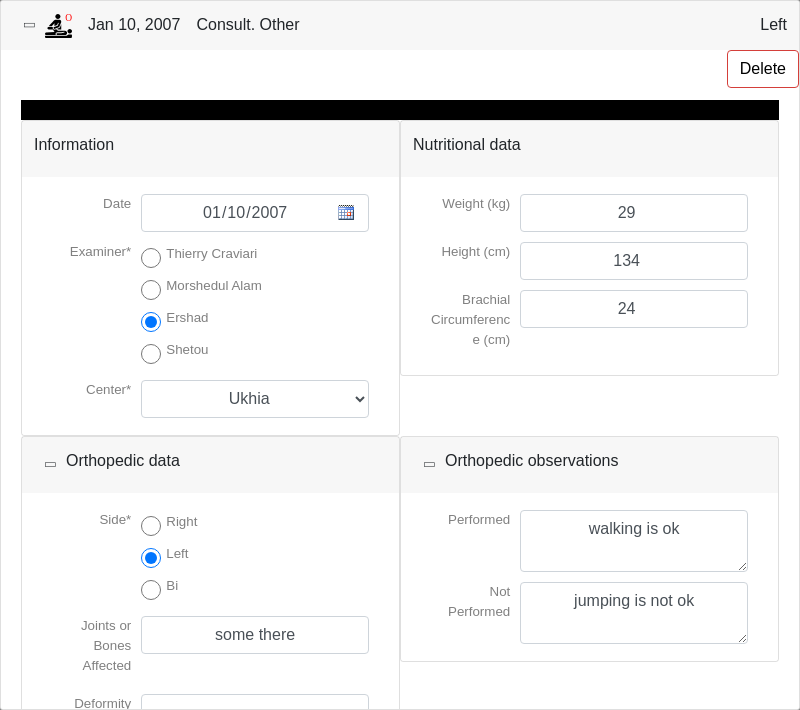 O
Jan 10, 2007 Consult. Other Left
Delete
Information
Date 01/10/2007
Examiner* Thierry Craviari
Morshedul Alam
Ershad
Shetou
Center* Ukhia
Nutritional data
Weight (kg) 29
Height (cm) 134
Brachial 24
Circumferenc
e (cm)
Orthopedic data
Side* Right
Left
Bi
Joints or some there
Bones
Affected
Deformity
Orthopedic observations
Performed walking is ok
Not jumping is not ok
Performed